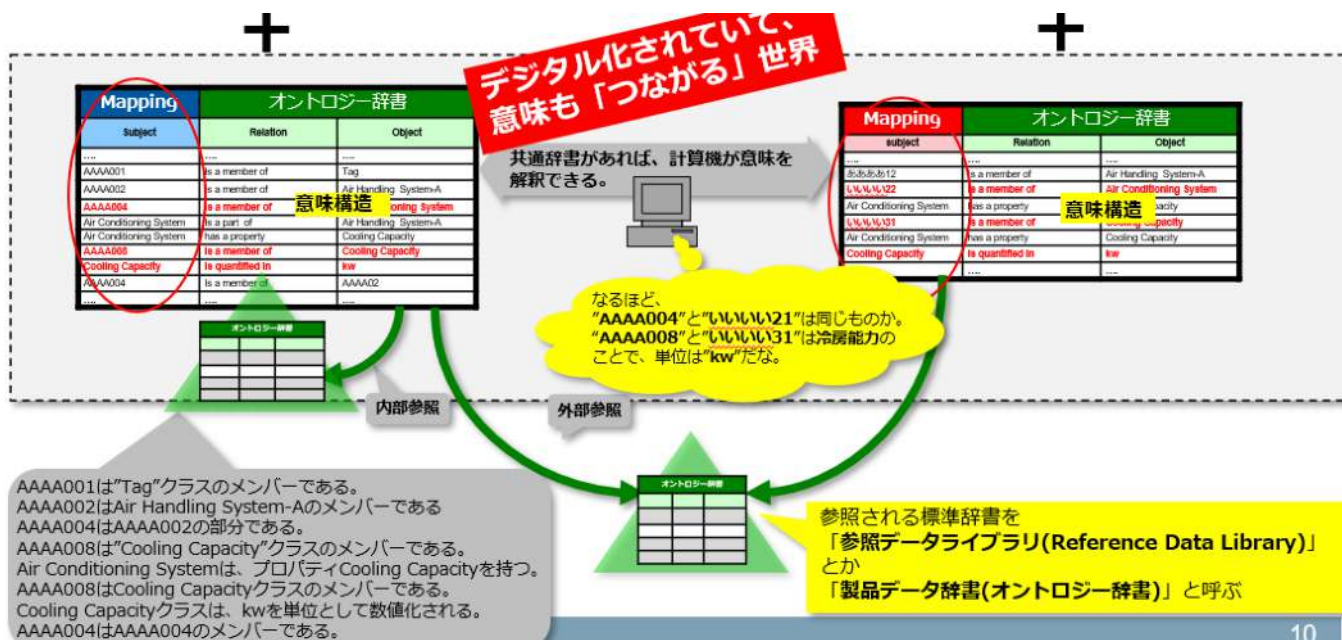 +
+
デジタル化されていて、
意味も「つながる」世界
Mapping オントロジー辞書
Subject Relation Object
.... .... ....
AAAA001 is a member of Tag
AAAA002 is a member of Air Handling System-A
AAAA004 is a member of oning System
Air Conditioning System is a part of Air Handling System-A
Air Conditioning System has a property Cooling Capacity
AAAA008 is a member of Cooling Capacity
Cooling Capacity is quantified in kw
AAAA004 Is a member of AAAA02
.... .... ....
意味構造
共通辞書があれば、計算機が意味を
解釈できる。
Mapping オントロジー辞書
subject Relation Object
.... .... ....
ああああ12 is a member of Air Handling System-A
いいいい22 is a member of Air Conditioning System
Air Conditioning System has a property
いいいい31 is a member of Cooling Capacity
Air Conditioning System has a property Cooling Capacity
Cooling Capacity is quantified in kw
.... ....
意味構造
なるほど、
"AAAA004"と"いいいい21"は同じものか。
"AAAA008"と"いいいい31"は冷房能力の
ことで、単位は"kw"だな。
オントロジー辞書
内部参照
外部参照
オントロジー辞書
AAAA001は"Tag"クラスのメンバーである。
AAAA002はAir Handling System-Aのメンバーである
AAAA004はAAAA002の部分である。
AAAA008は"Cooling Capacity"クラスのメンバーである。
Air Conditioning Systemは、プロパティCooling Capacityを持つ。
AAAA008はCooling Capacityクラスのメンバーである。
Cooling Capacityクラスは、kwを単位として数値化される。
AAAA004はAAAA004のメンバーである。
参照される標準辞書を
「参照データライブラリ(Reference Data Library)」
とか
「製品データ辞書(オントロジー辞書)」と呼ぶ
10